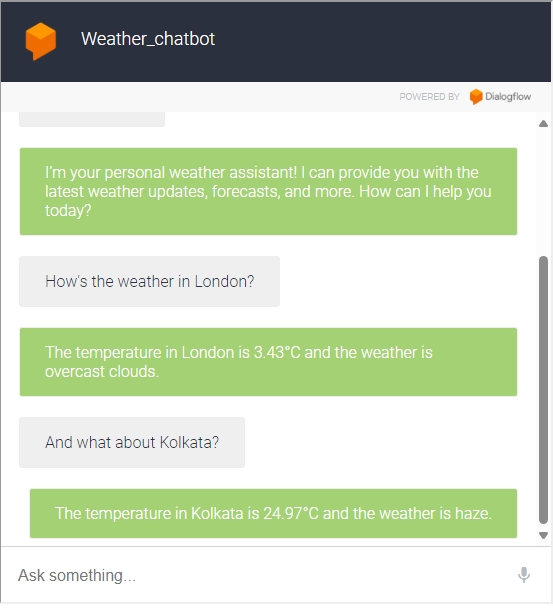 Weather_chatbot
POWERED BY Dialogflow
I'm your personal weather assistant! I can provide you with the
latest weather updates, forecasts, and more. How can I help you
today?
How's the weather in London?
The temperature in London is 3.43°C and the weather is
overcast clouds.
And what about Kolkata?
The temperature in Kolkata is 24.97°C and the weather is haze.
Ask something...